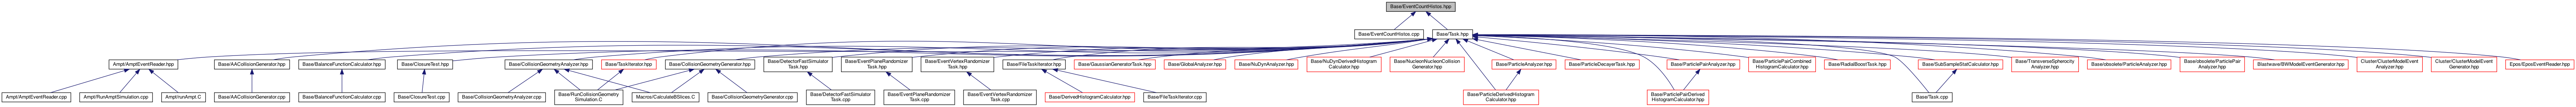 Base/EventCountHistos.hpp
Base/EventCountHistos.cpp
Base/Task.hpp
Ampt/AmptEventReader.hpp
Base/AACollisionGenerator.hpp
Base/BalanceFunctionCalculator.hpp
Base/ClosureTest.hpp
Base/CollisionGeometryAnalyzer.hpp
Base/TaskIterator.hpp
Base/CollisionGeometryGenerator.hpp
Base/DetectorFastSimulator
Task.hpp
Base/EventPlaneRandomizer
Task.hpp
Base/EventVertexRandomizer
Task.hpp
Base/FileTaskIterator.hpp
Base/GaussianGeneratorTask.hpp
Base/GlobalAnalyzer.hpp
Base/NuDynAnalyzer.hpp
Base/NuDynDerivedHistogram
Calculator.hpp
Base/NucleonNucleonCollision
Generator.hpp
Base/ParticleAnalyzer.hpp
Base/ParticleDecayerTask.hpp
Base/ParticlePairAnalyzer.hpp
Base/ParticlePairCombined
HistogramCalculator.hpp
Base/RadialBoostTask.hpp
Base/SubSampleStatCalculator.hpp
Base/TransverseSpherocity
Analyzer.hpp
Base/obsolete/ParticleAnalyzer.hpp
Base/obsolete/ParticlePair
Analyzer.hpp
Blastwave/BWModelEventGenerator.hpp
Cluster/ClusterModelEvent
Analyzer.hpp
Cluster/ClusterModelEvent
Generator.hpp
Epos/EposEventReader.hpp
Ampt/AmptEventReader.cpp
Ampt/RunAmptSimulation.cpp
Ampt/runAmpt.C
Base/AACollisionGenerator.cpp
Base/BalanceFunctionCalculator.cpp
Base/ClosureTest.cpp
Base/CollisionGeometryAnalyzer.cpp
Base/RunCollisionGeometry
Simulation.C
Macros/CalculateBSlices.C
Base/CollisionGeometryGenerator.cpp
Base/DetectorFastSimulator
Task.cpp
Base/EventPlaneRandomizer
Task.cpp
Base/EventVertexRandomizer
Task.cpp
Base/DerivedHistogramCalculator.hpp
Base/FileTaskIterator.cpp
Base/ParticleDerivedHistogram
Calculator.hpp
Base/ParticlePairDerived
HistogramCalculator.hpp
Base/Task.cpp